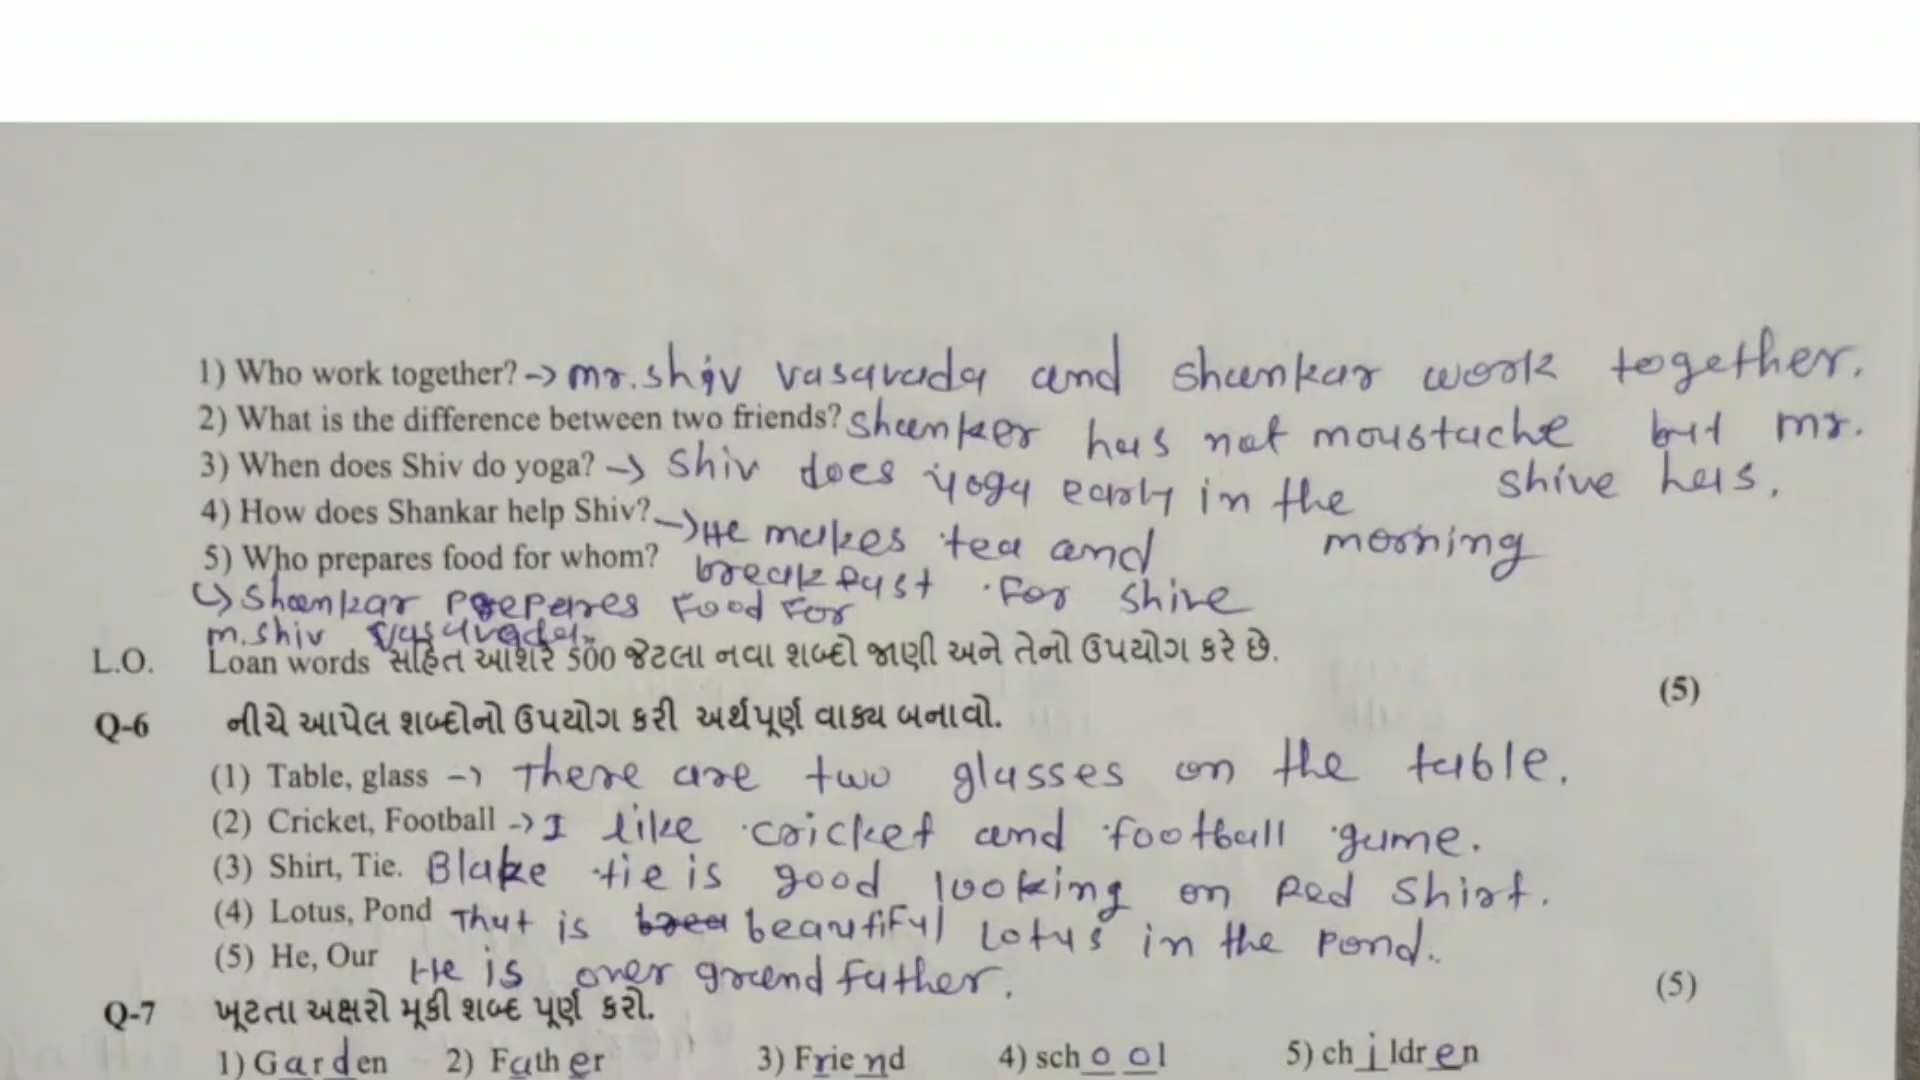 1) Who work together? -> mr. shiv vasavada and shankar work together.
2) What is the difference between two friends? Shanker has not moustache but mr.
shive has.
3) When does Shiv do yoga? -> Shiv does yoga early in the
morning
4) How does Shankar help Shiv? -> He makes tea and
breakfast for shive
5) Who prepares food for whom?
-> Shankar prepares Food For
m. shiv vasavada.
L.O. Loan words સહિત આશરે 500 જેટલા નવા શબ્દો જાણી અને તેનો ઉપયોગ કરે છે.
(5)
Q-6 નીચે આપેલ શબ્દોનો ઉપયોગ કરી અર્થપૂર્ણ વાક્ય બનાવો.
(1) Table, glass -> There are two glasses on the table.
(2) Cricket, Football -> I like cricket and football game.
(3) Shirt, Tie. Blake tie is good looking on Red Shirt.
(4) Lotus, Pond That is beautiful Lotus in the Pond.
(5) He, Our He is over grandfather.
(5)
Q-7 ખૂટતા અક્ષરો મૂકી શબ્દ પૂર્ણ કરો.
1) Garden 2) Father 3) Friend 4) school 5) children